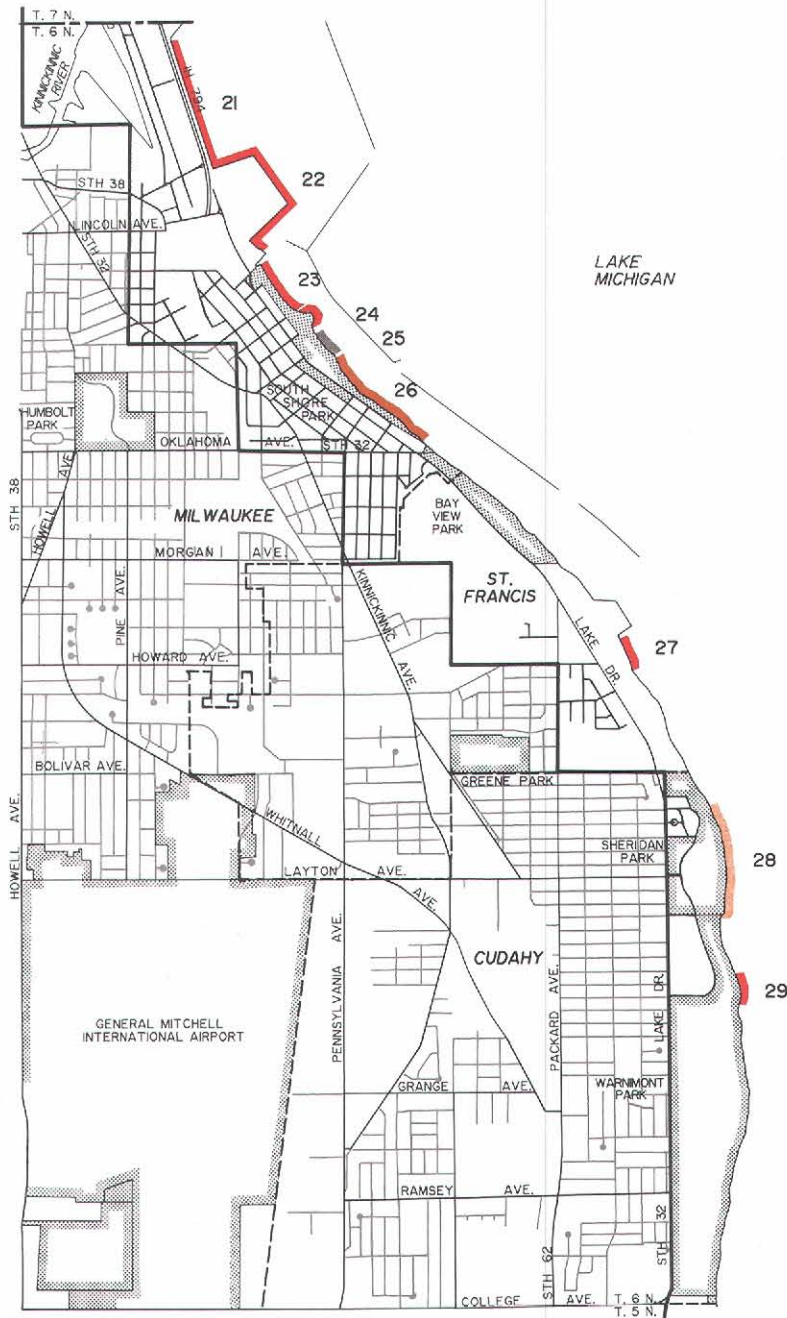 T. 7 N.
T. 6 N.
KINNICKINNIC
RIVER
IH 794
21
22
STH 38
LINCOLN AVE.
STH 32
LAKE
MICHIGAN
23
24
25
26
SOUTH
SHORE
PARK
HUMBOLT
PARK
OKLAHOMA AVE.
STH 32
STH 38
HOWELL AVE.
MILWAUKEE
BAY
VIEW
PARK
MORGAN AVE.
ST.
FRANCIS
PINE AVE.
KINNICKINNIC AVE.
LAKE DR.
27
HOWARD AVE.
BOLIVAR AVE.
GREENE PARK
HOWELL AVE.
WHITNALL AVE.
SHERIDAN
PARK
28
LAYTON AVE.
CUDAHY
29
PENNSYLVANIA AVE.
PACKARD AVE.
LAKE DR.
GENERAL MITCHELL
INTERNATIONAL AIRPORT
GRANGE AVE.
WARNIMONT
PARK
RAMSEY AVE.
STH 62
STH 32
COLLEGE AVE.
T. 6 N.
T. 5 N.